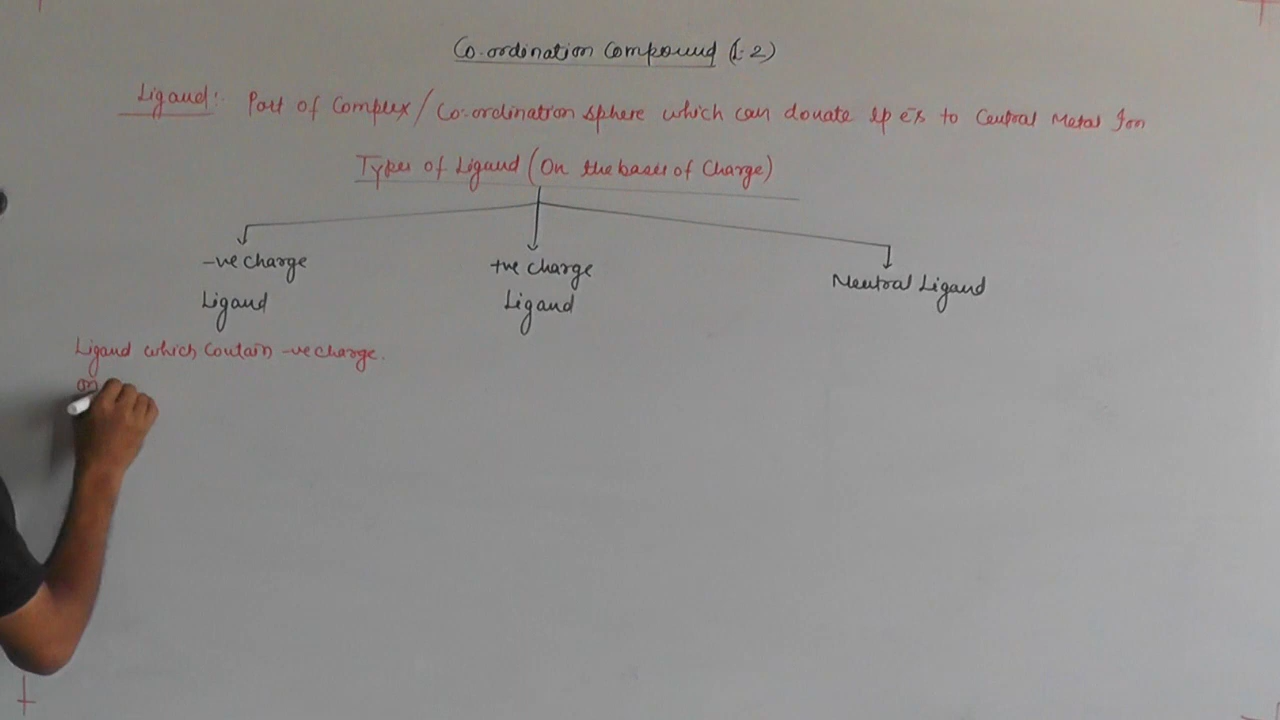 Co-ordination Compound (L-2)
Ligand:- Part of Complex / Co-ordination sphere which can donate lp e⁻s to Central Metal Ion
Types of Ligand (On the bases of Charge)
-ve charge
Ligand
+ve charge
Ligand
Neutral Ligand
Ligand which Contain -ve charge.
on